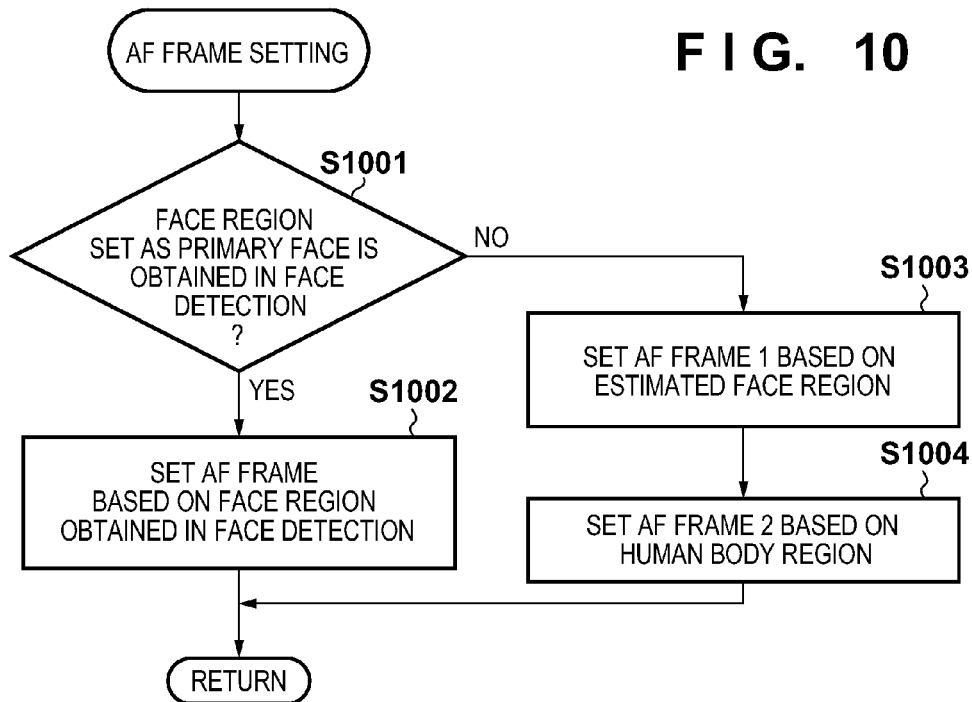 F I G. 10
AF FRAME SETTING
S1001
FACE REGION
SET AS PRIMARY FACE IS
OBTAINED IN FACE
DETECTION
?
NO
YES
S1002
SET AF FRAME
BASED ON FACE REGION
OBTAINED IN FACE DETECTION
S1003
SET AF FRAME 1 BASED ON
ESTIMATED FACE REGION
S1004
SET AF FRAME 2 BASED ON
HUMAN BODY REGION
RETURN